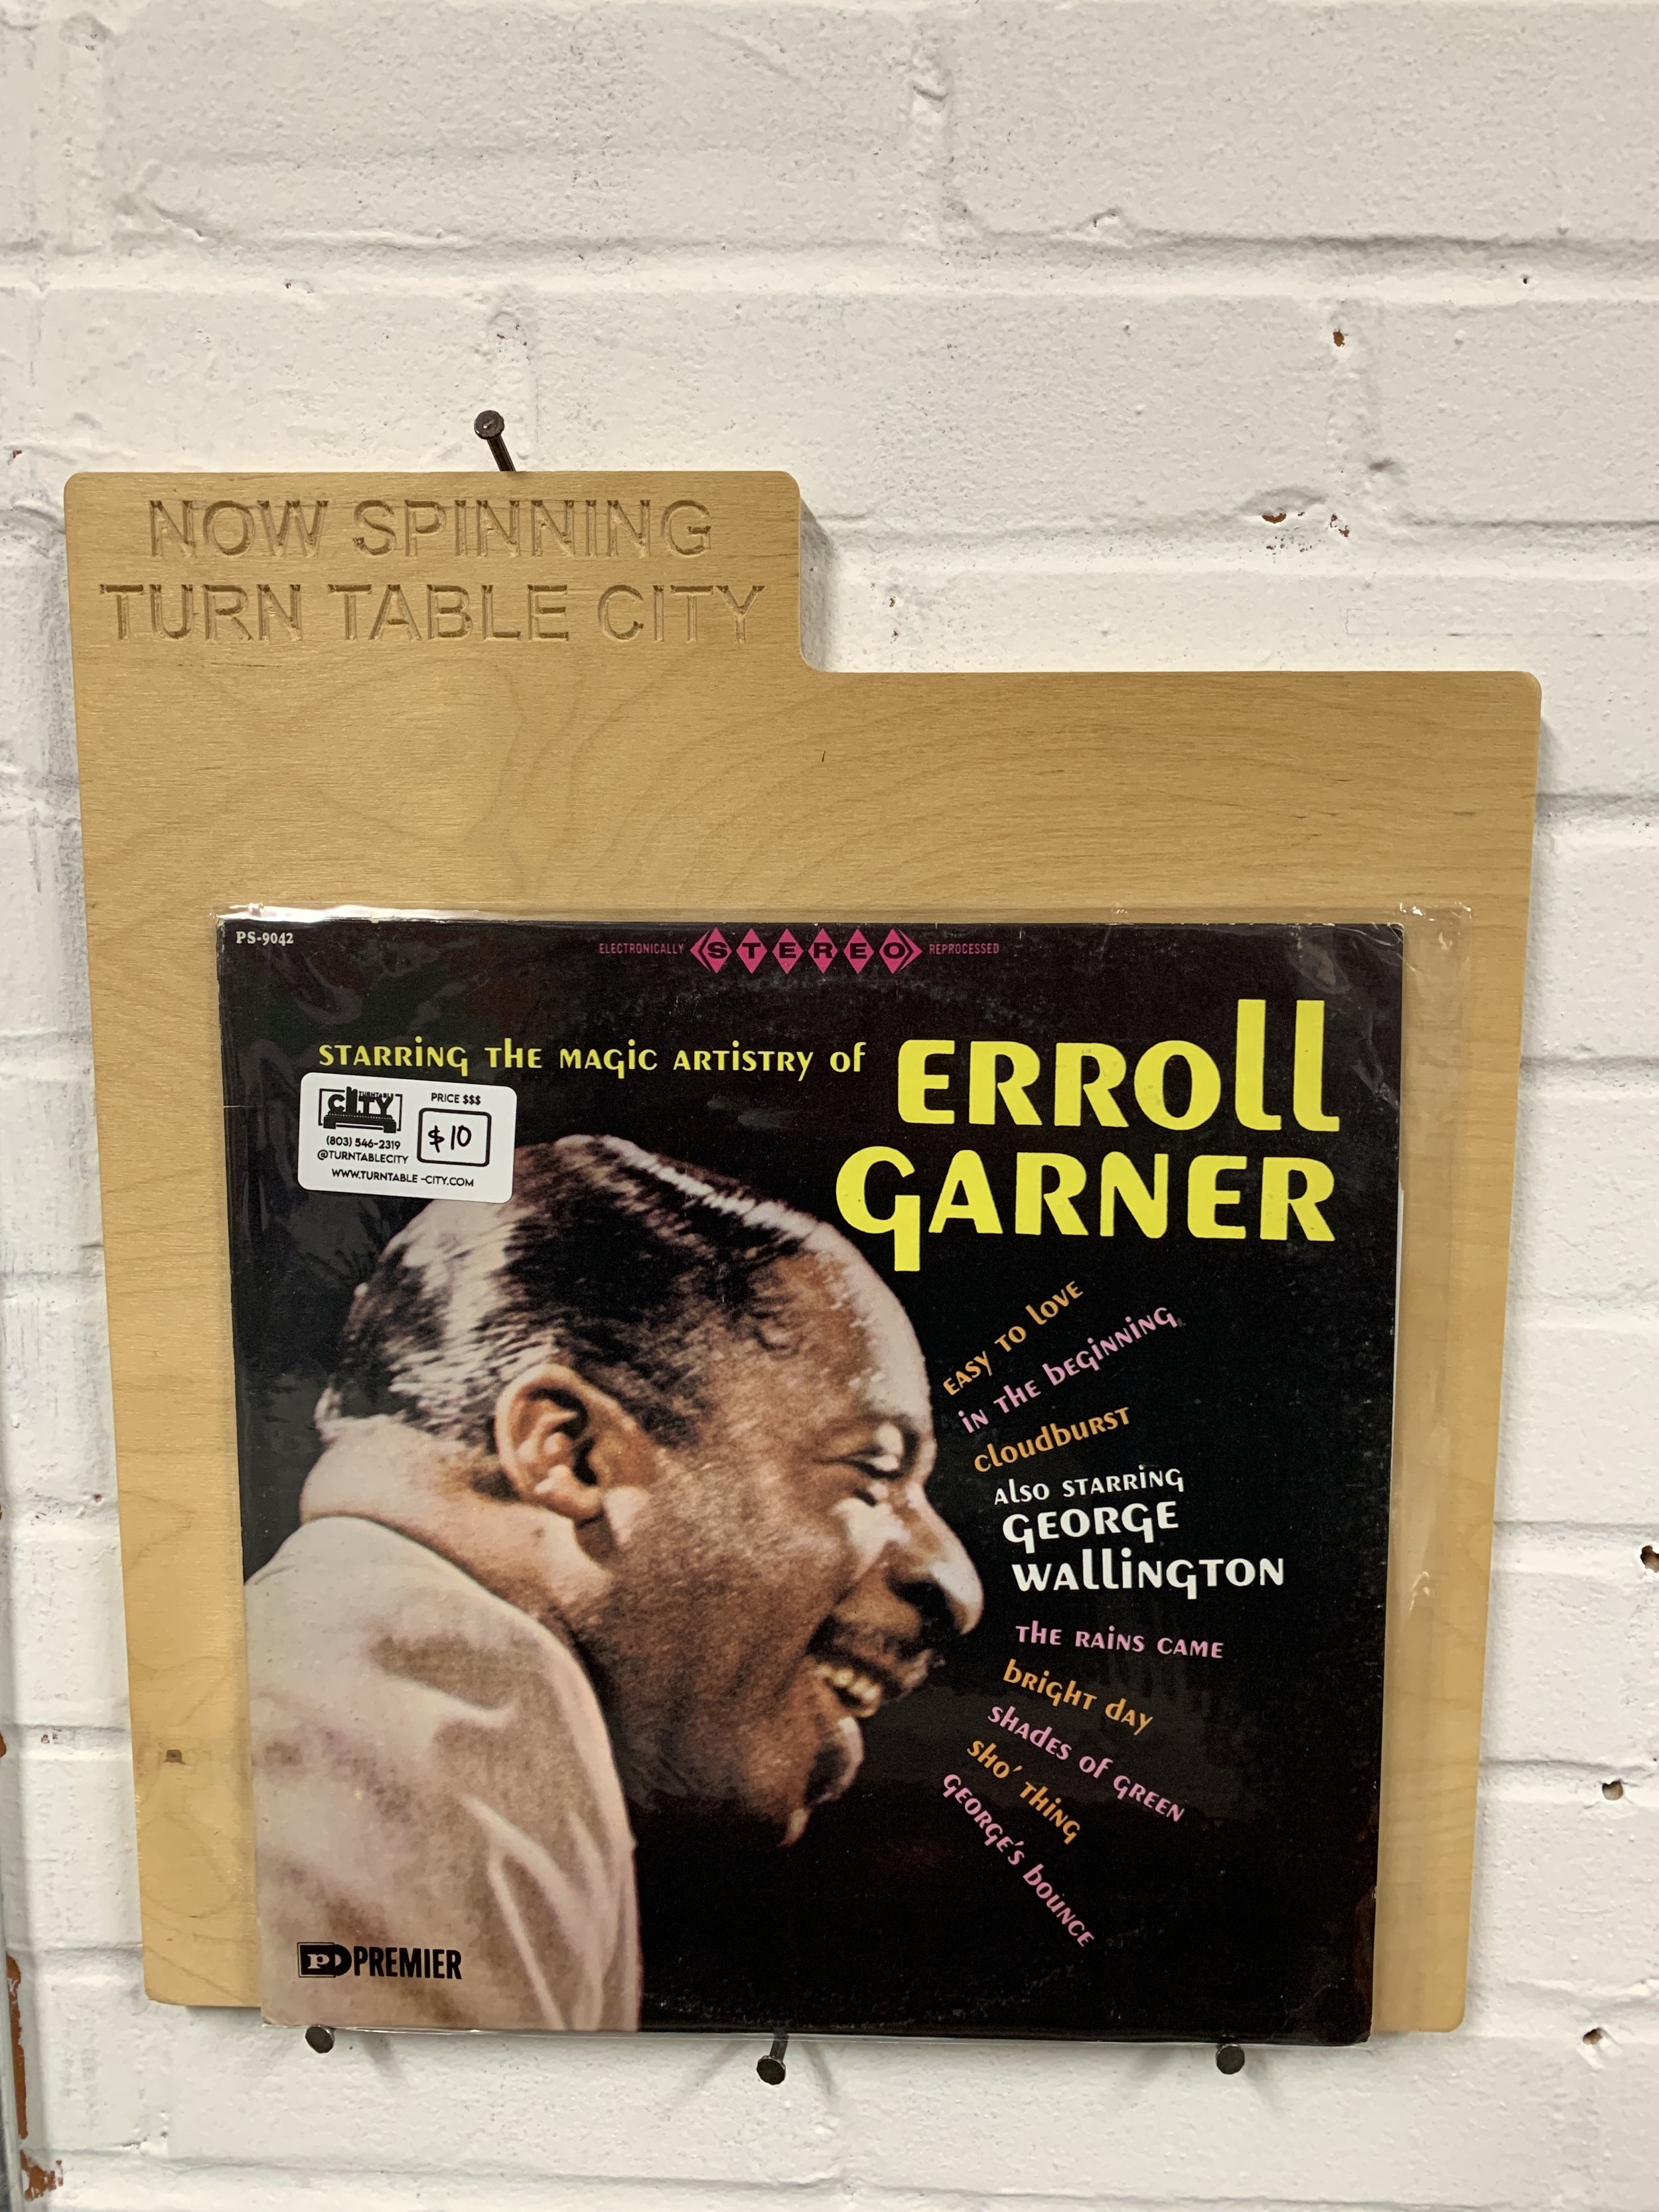 NOW SPINNING
TURN TABLE CITY
PS-9042
ELECTRONICALLY STEREO REPROCESSED
STARRING THE MAGIC ARTISTRY of ERROll
GARNER
TURNTABLE
CITY
PRICE $$$
$10
(803) 546-2319
@TURNTABLECITY
WWW.TURNTABLE-CITY.COM
EASY TO lOVE
iN THE bEGiNNiNG
cloudbURST
Also STARRiNG
GEORGE
WAlliNGTON
THE RAiNS CAME
bRiGHT dAY
sHAdES of GREEN
sHo' THiNG
GEORGE's boUNCE
PD PREMIER